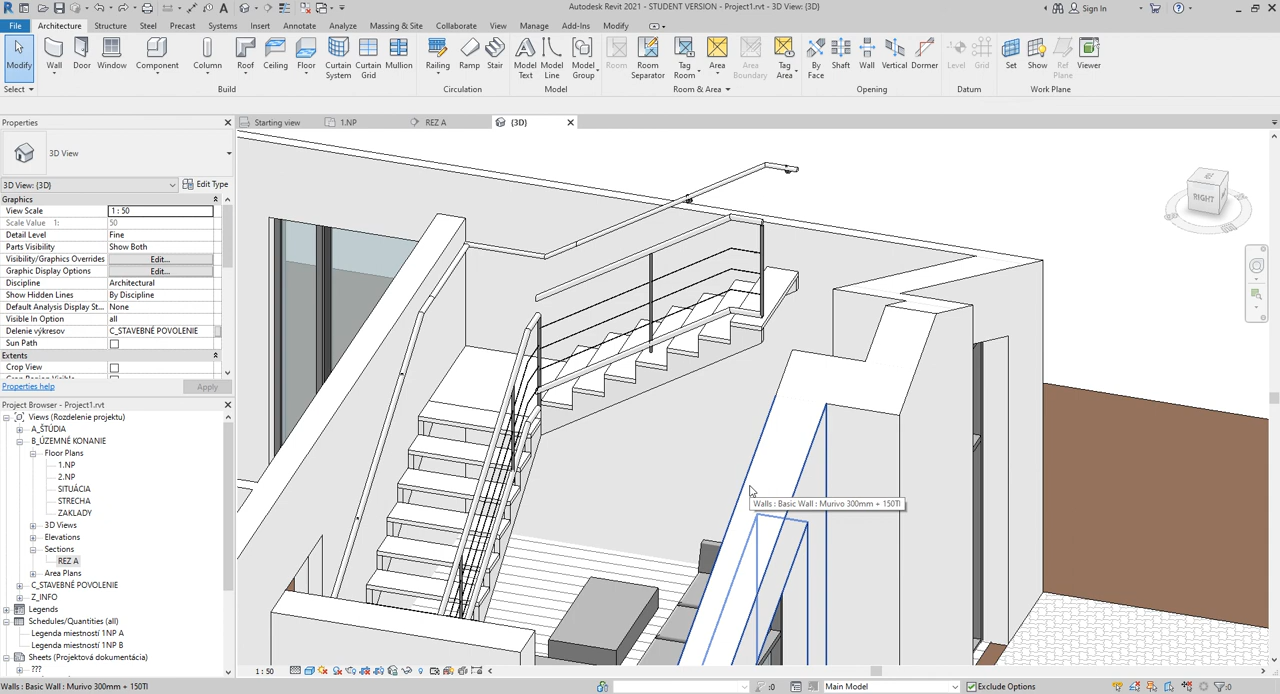 Autodesk Revit 2021 - STUDENT VERSION - Project1.rvt - 3D View: {3D}
Sign In
File Architecture Structure Steel Precast Systems Insert Annotate Analyze Massing & Site Collaborate View Manage Add-Ins Modify
Modify Wall Door Window Component Column Roof Ceiling Floor Curtain System Curtain Grid Mullion Railing Ramp Stair Model Text Model Line Model Group Room Room Separator Tag Room Area Area Boundary Tag Area By Face Shaft Wall Vertical Dormer Level Grid Set Show Ref Plane Viewer
Select Build Circulation Model Room & Area Opening Datum Work Plane
Properties
Starting view
1.NP
REZ A
{3D}
3D View
3D View: {3D}
Edit Type
Graphics
View Scale 1 : 50
Scale Value 1: 50
Detail Level Fine
Parts Visibility Show Both
Visibility/Graphics Overrides Edit...
Graphic Display Options Edit...
Discipline Architectural
Show Hidden Lines By Discipline
Default Analysis Display St... None
Visible In Option all
Delenie výkresov C_STAVEBNÉ POVOLENIE
Sun Path
Extents
Crop View
Properties help
Apply
Project Browser - Project1.rvt
Views (Rozdelenie projektu)
A_ŠTÚDIA
B_ÚZEMNÉ KONANIE
Floor Plans
1.NP
2.NP
SITUÁCIA
STRECHA
ZÁKLADY
3D Views
Elevations
Sections
REZ A
Area Plans
C_STAVEBNÉ POVOLENIE
Z_INFO
Legends
Schedules/Quantities (all)
Legenda miestností 1NP A
Legenda miestností 1NP B
Sheets (Projektová dokumentácia)
???
RIGHT
Walls : Basic Wall : Murivo 300mm + 150TI
1 : 50
Walls : Basic Wall : Murivo 300mm + 150TI
:0
Main Model
Exclude Options
:0